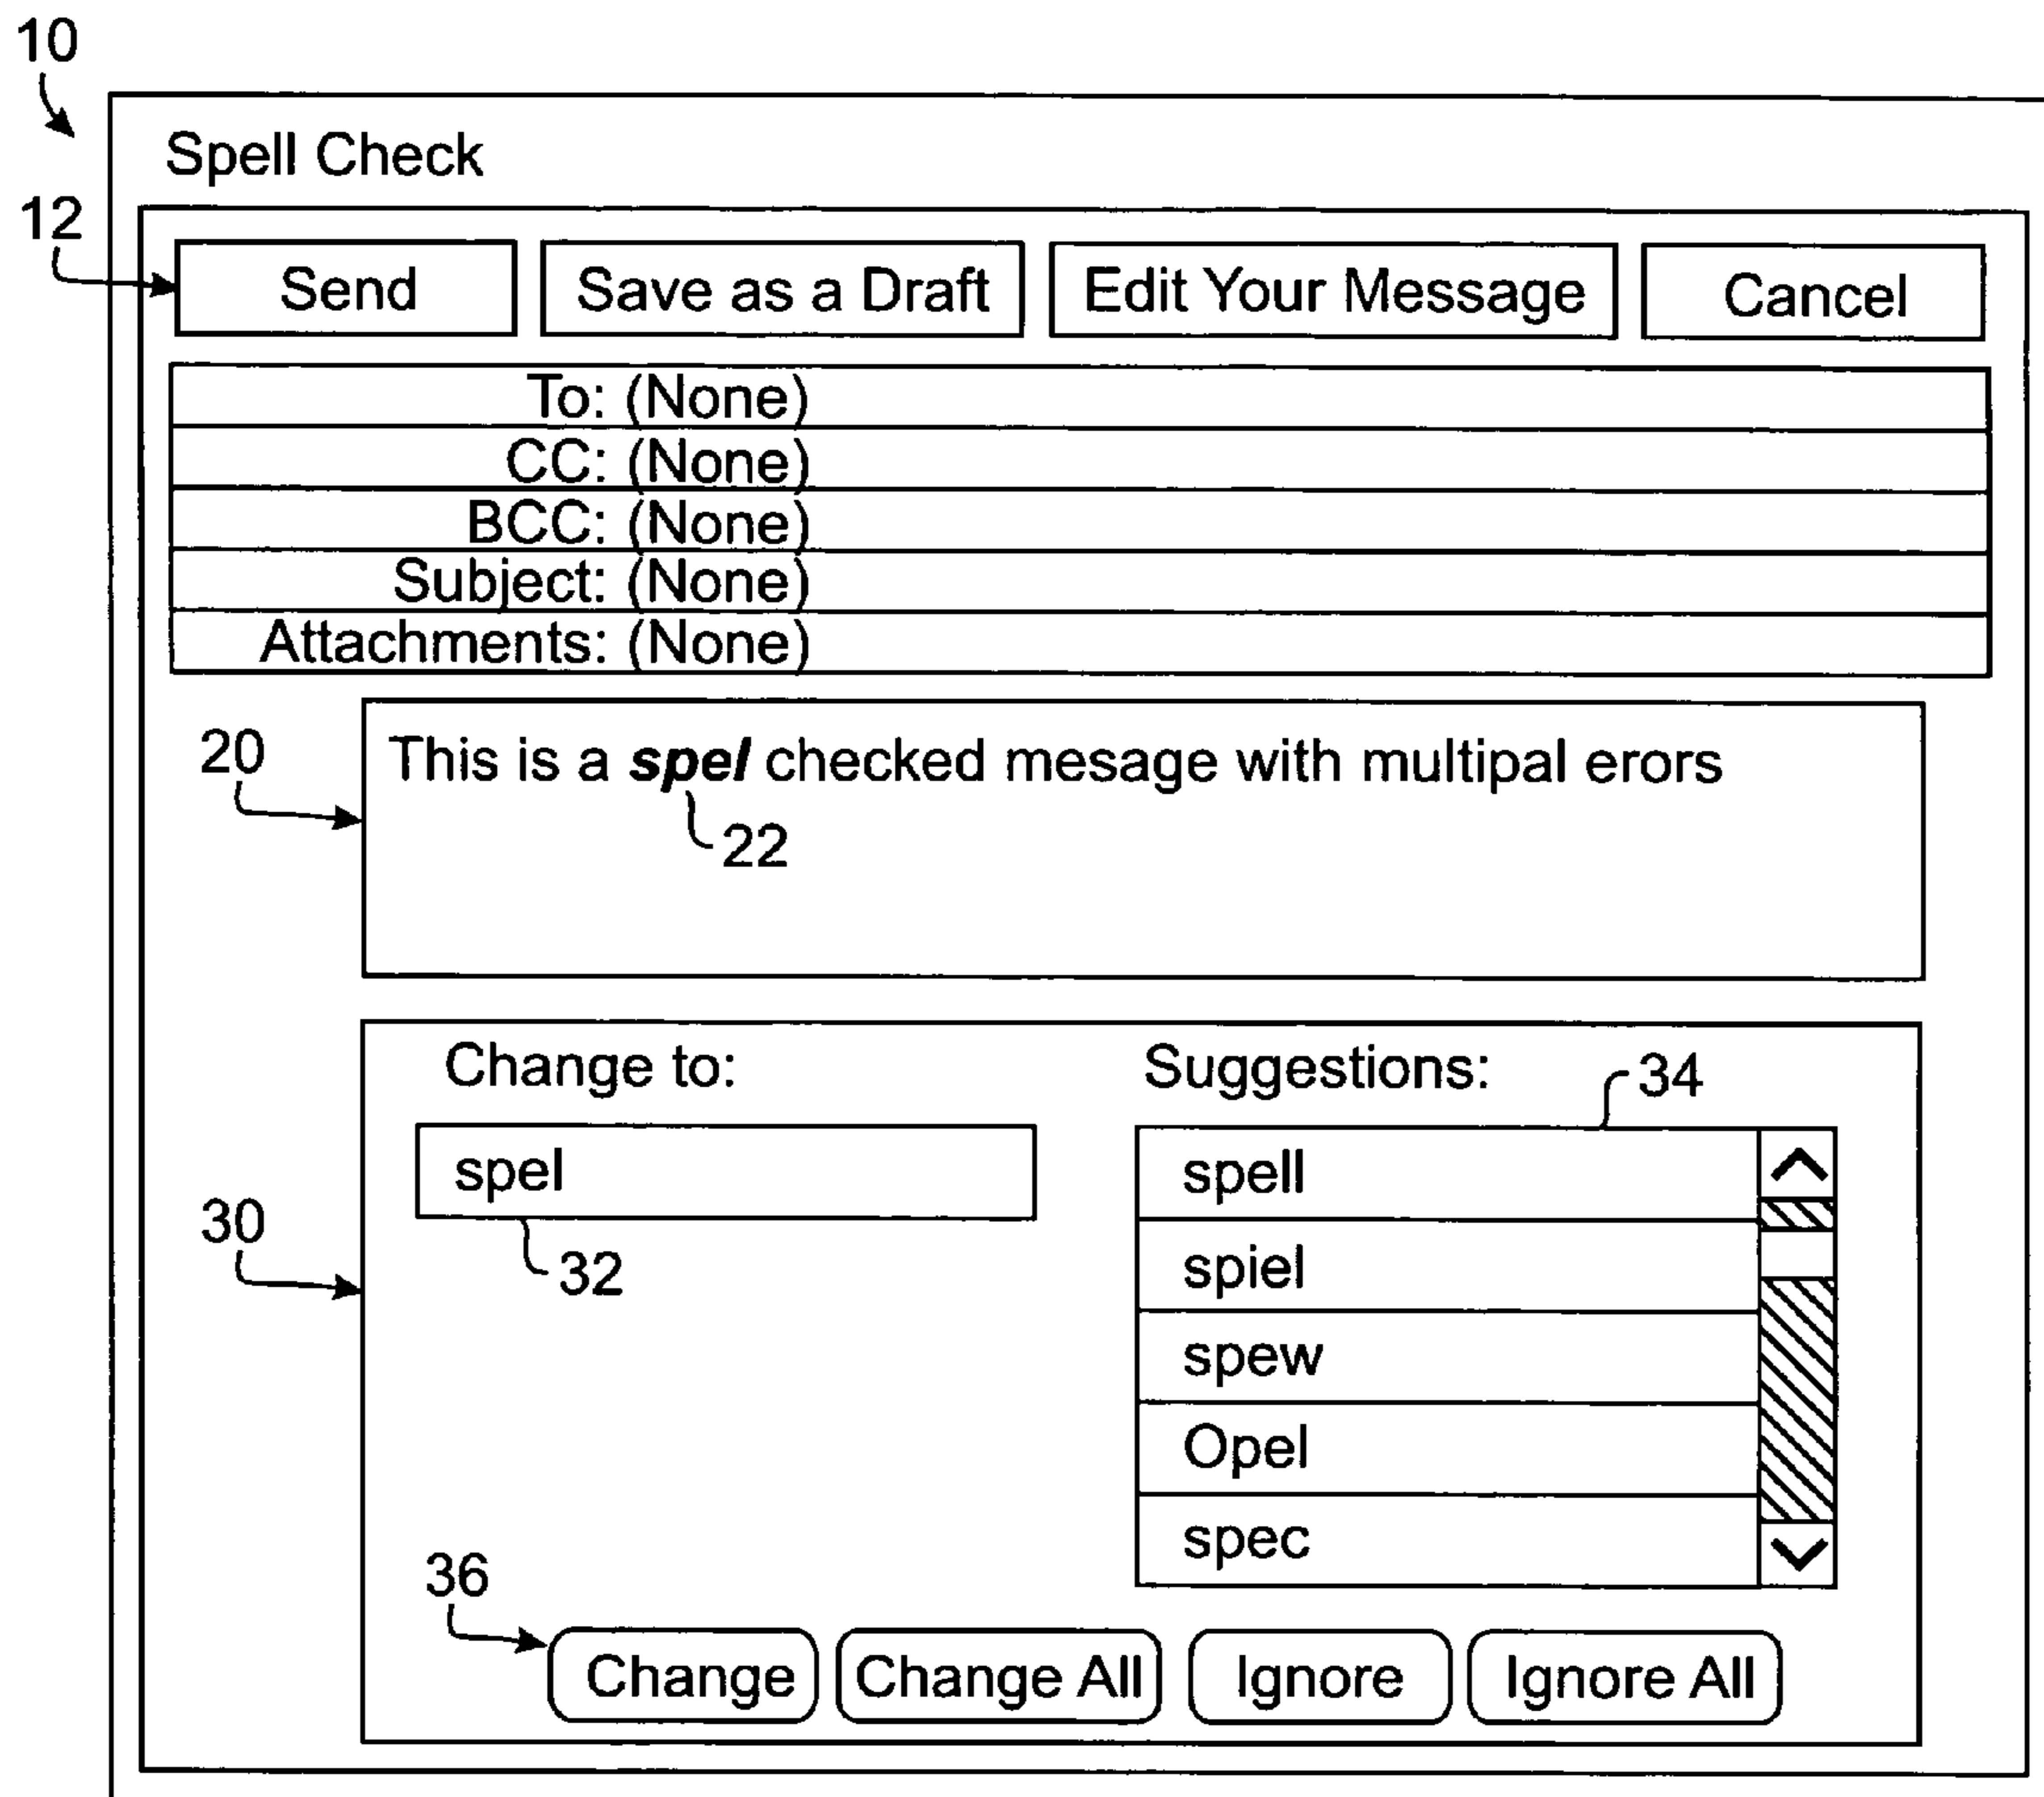 10
Spell Check
12
Send Save as a Draft Edit Your Message Cancel
To: (None)
CC: (None)
BCC: (None)
Subject: (None)
Attachments: (None)
20
This is a spel checked mesage with multipal erors
22
Change to: Suggestions: 34
spel spell
32
30
spiel
spew
Opel
spec
36
Change Change All Ignore Ignore All